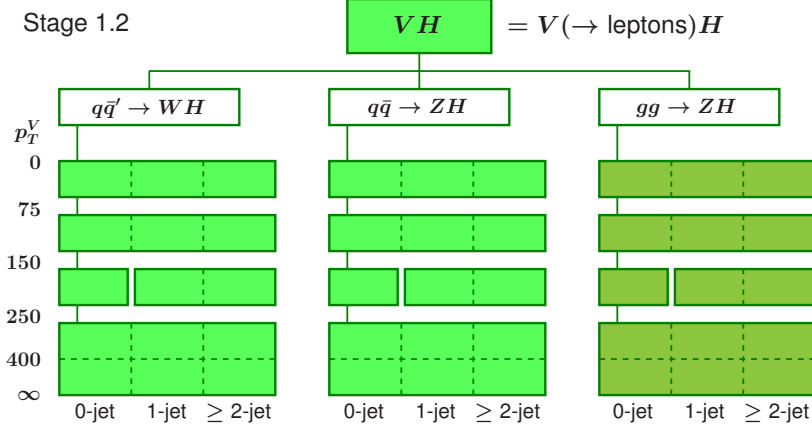 Stage 1.2
VH = V(→ leptons)H
qq̄′ → WH qq̄ → ZH gg → ZH
p_T^V
0
75
150
250
400
∞
0-jet 1-jet ≥ 2-jet 0-jet 1-jet ≥ 2-jet 0-jet 1-jet ≥ 2-jet